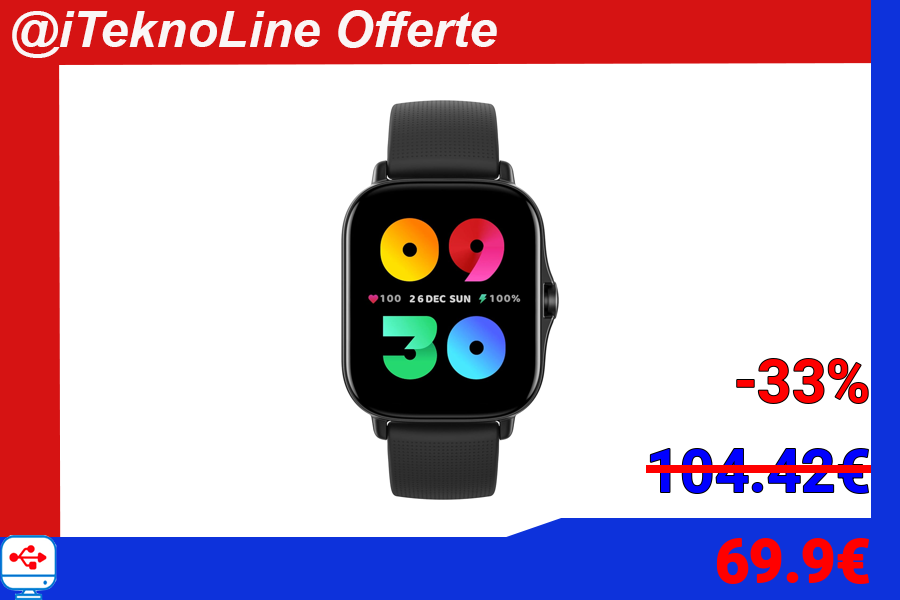 @iTeknoLine Offerte
09
100 26 DEC SUN 100%
30
-33%
104.42€
69.9€